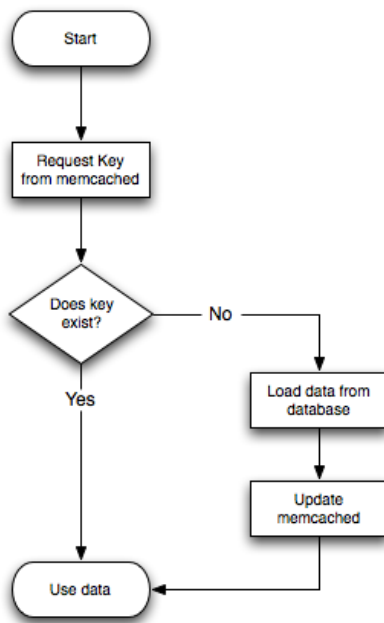 Start
Request Key
from memcached
Does key
exist?
No
Yes
Load data from
database
Update
memcached
Use data